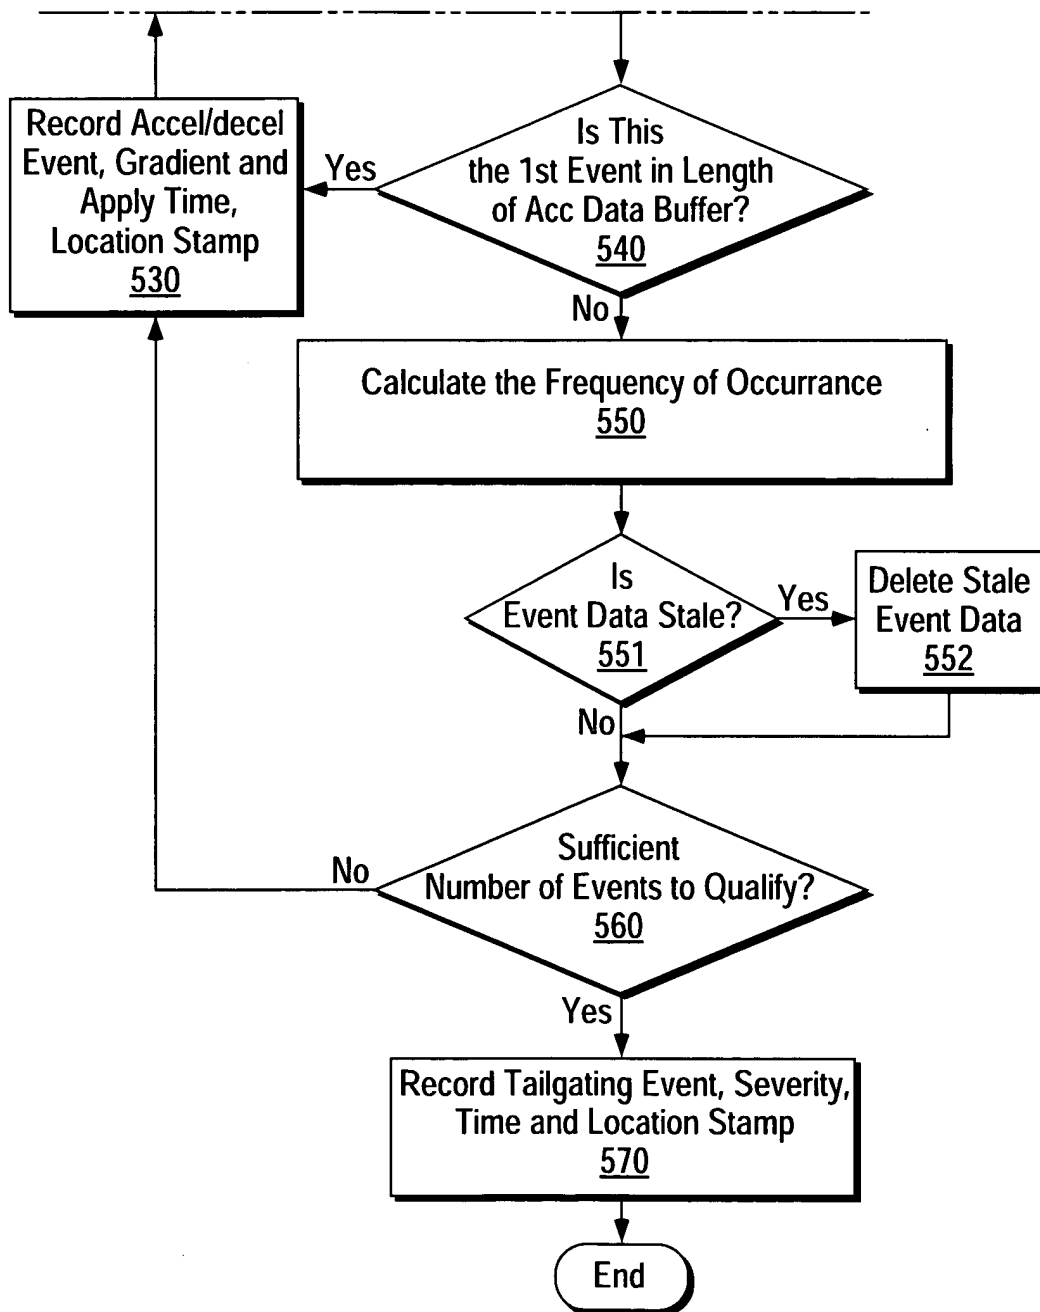 Record Accel/decel
Event, Gradient and
Apply Time,
Location Stamp
530
Yes
Is This
the 1st Event in Length
of Acc Data Buffer?
540
No
Calculate the Frequency of Occurrance
550
Is
Event Data Stale?
551
Yes
Delete Stale
Event Data
552
No
Sufficient
Number of Events to Qualify?
560
No
Yes
Record Tailgating Event, Severity,
Time and Location Stamp
570
End